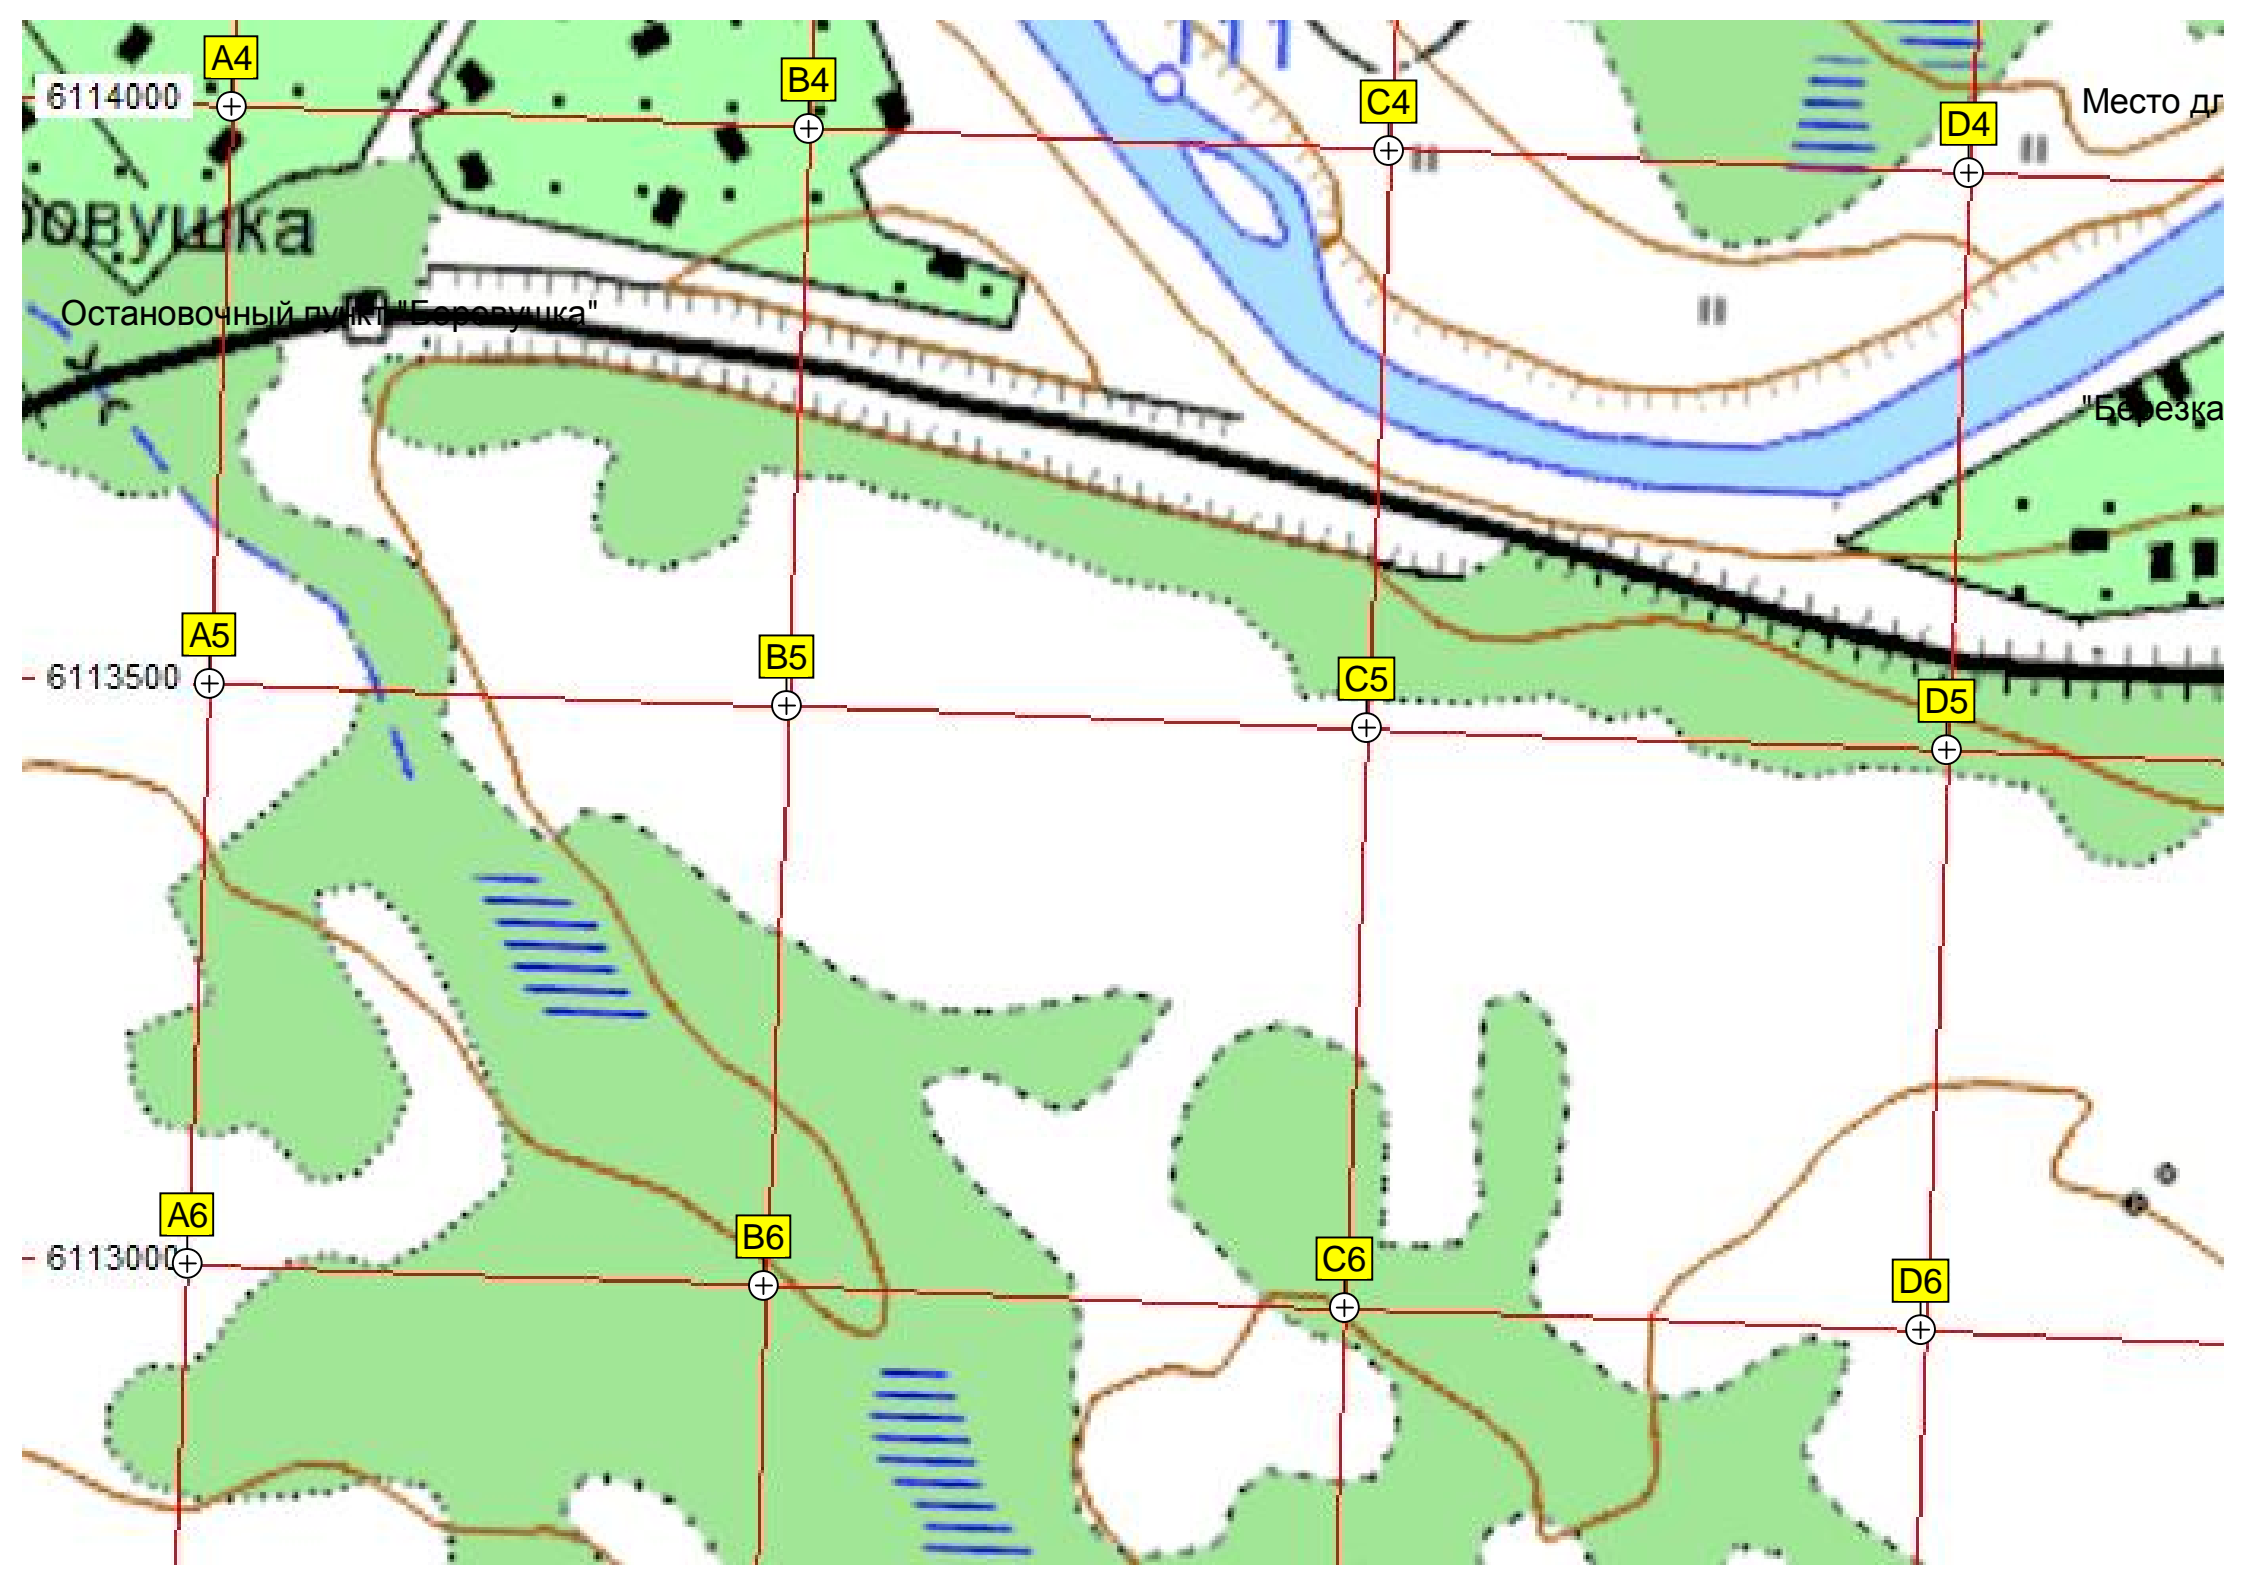 A4
B4
C4
D4
6114000
Место дл
ровушка
Остановочный пункт "Боровушка"
"Березка
A5
B5
C5
D5
6113500
A6
B6
C6
D6
6113000